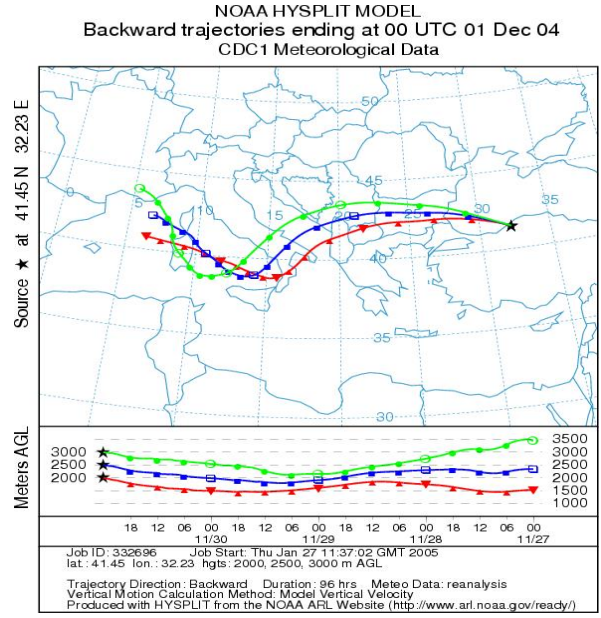 NOAA HYSPLIT MODEL
Backward trajectories ending at 00 UTC 01 Dec 04
CDC1 Meteorological Data
Source ★ at 41.45 N 32.23 E
50
45
0
5
10
15
20
25
30
35
40
35
30
Meters AGL
3000
2500
2000
3500
3000
2500
2000
1500
1000
18 12 06 00 18 12 06 00 18 12 06 00 18 12 06 00
11/30 11/29 11/28 11/27
Job ID: 332696 Job Start: Thu Jan 27 11:37:02 GMT 2005
lat.: 41.45 lon.: 32.23 hgts: 2000, 2500, 3000 m AGL
Trajectory Direction: Backward Duration: 96 hrs Meteo Data: reanalysis
Vertical Motion Calculation Method: Model Vertical Velocity
Produced with HYSPLIT from the NOAA ARL Website (http://www.arl.noaa.gov/ready/)